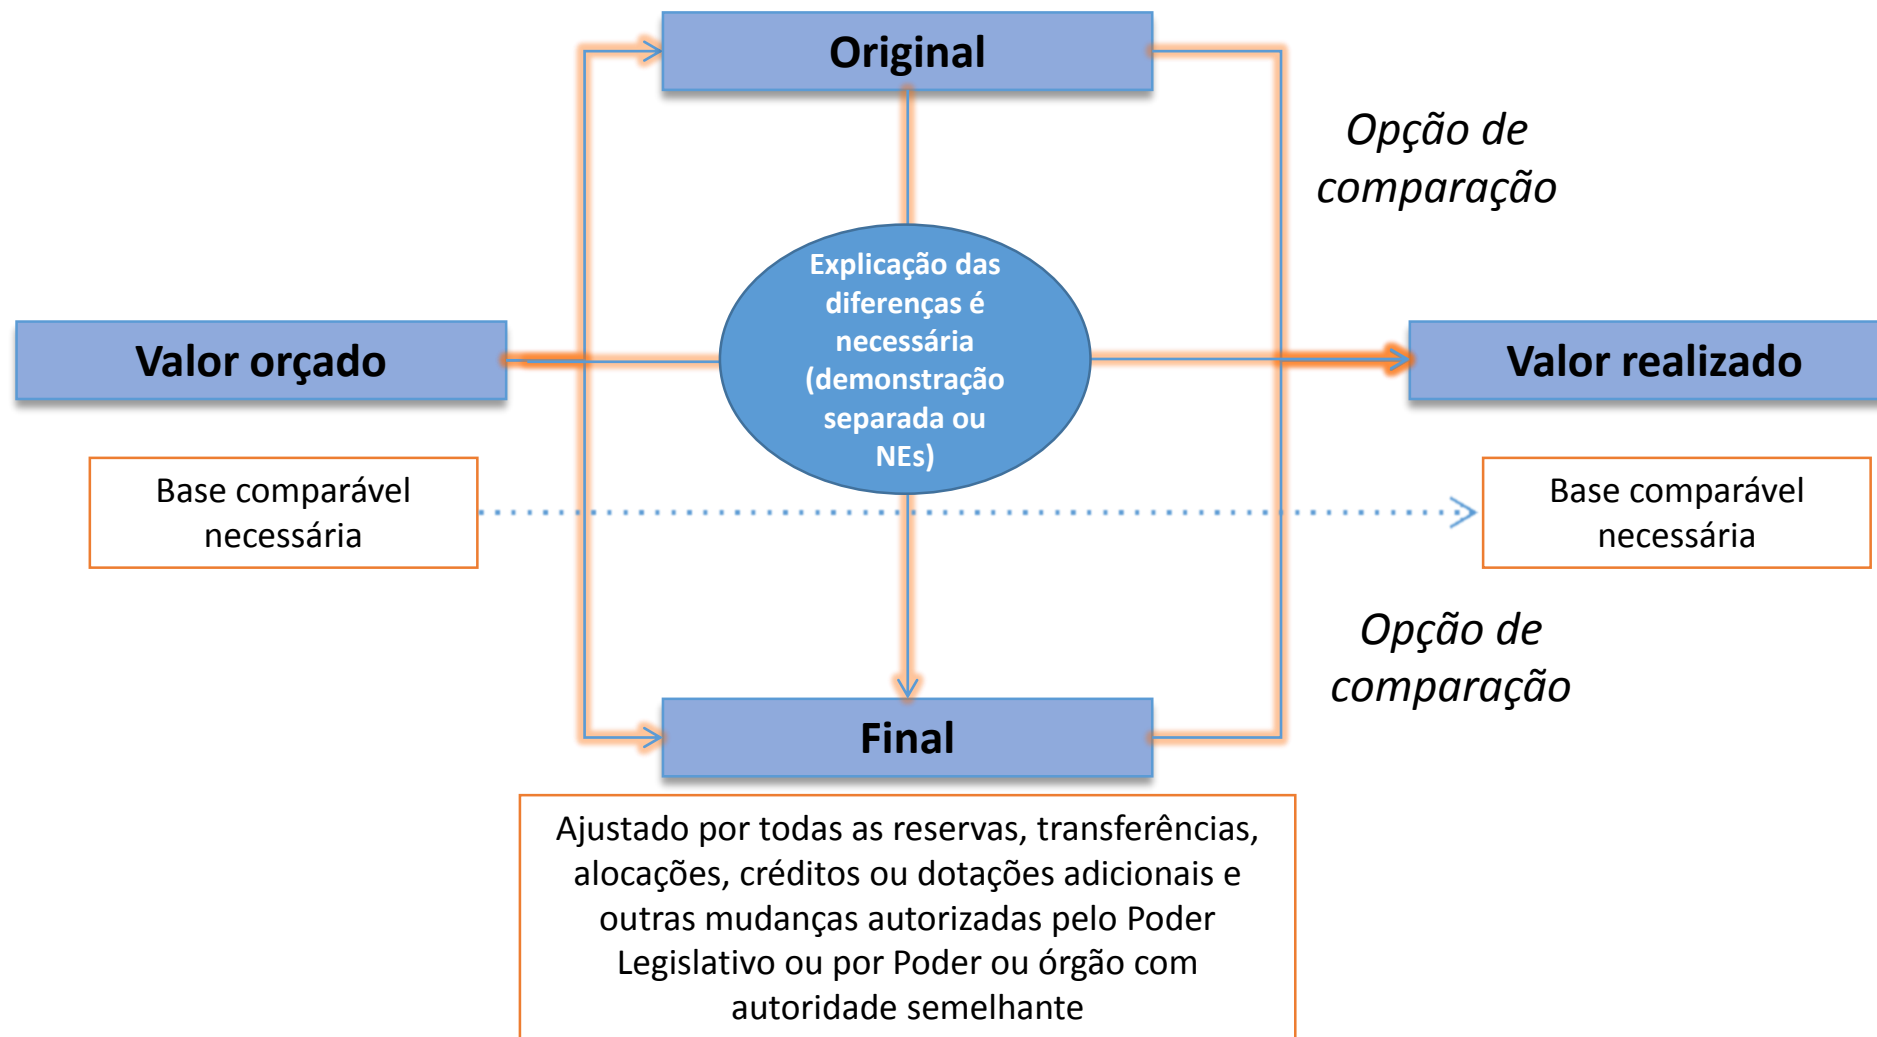 Original
Opção de
comparação
Explicação das
diferenças é
necessária
(demonstração
separada ou
NEs)
Valor orçado
Valor realizado
Base comparável
necessária
Base comparável
necessária
Opção de
comparação
Final
Ajustado por todas as reservas, transferências,
alocações, créditos ou dotações adicionais e
outras mudanças autorizadas pelo Poder
Legislativo ou por Poder ou órgão com
autoridade semelhante